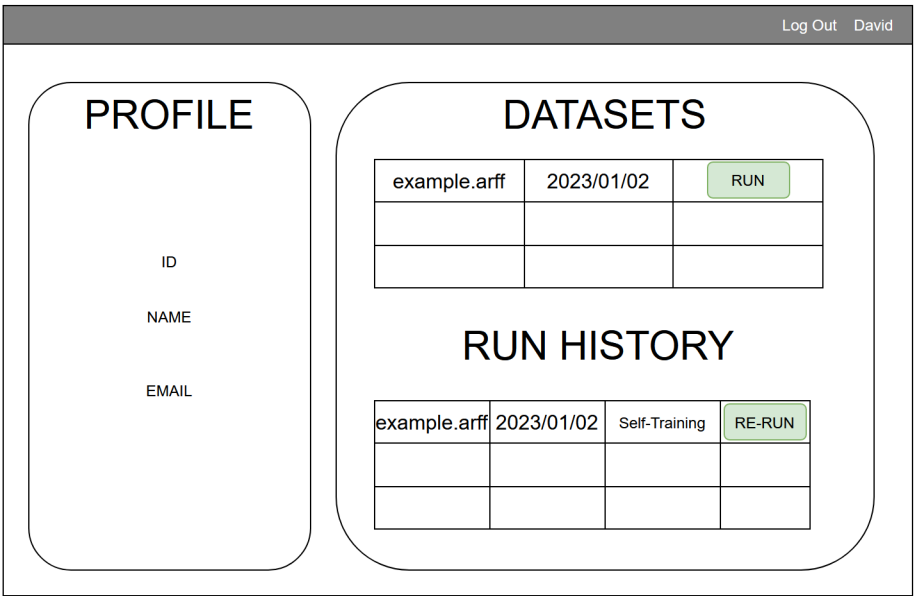 Log Out David
PROFILE
ID
NAME
EMAIL
DATASETS
example.arff 2023/01/02 RUN
RUN HISTORY
example.arff 2023/01/02 Self-Training RE-RUN